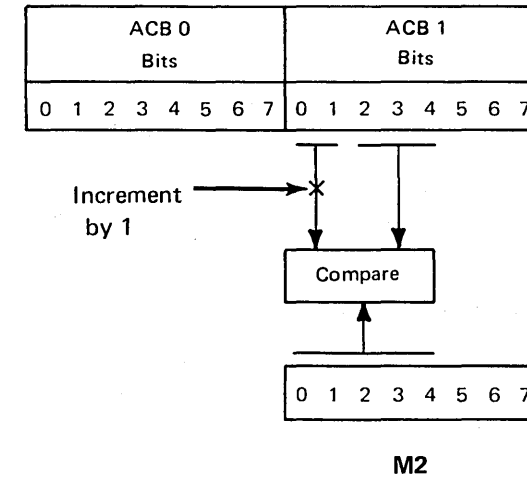 ACB 0
Bits
ACB 1
Bits
0 1 2 3 4 5 6 7
0 1 2 3 4 5 6 7
Increment
by 1
Compare
0 1 2 3 4 5 6 7
M2